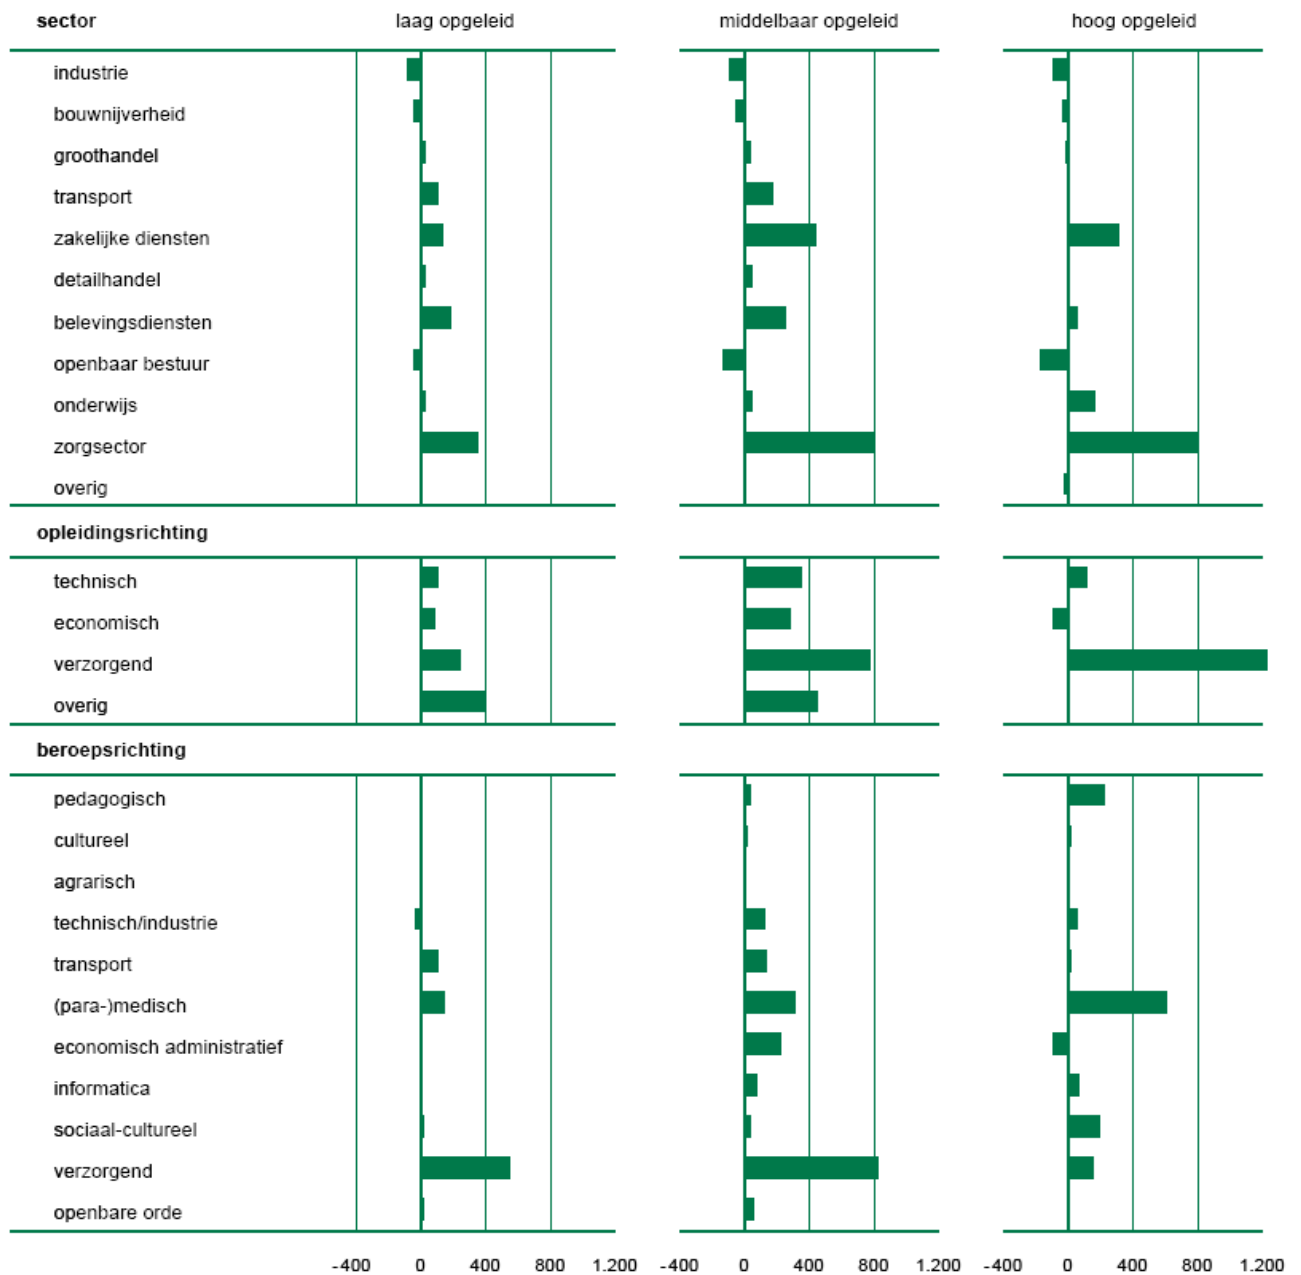 sector laag opgeleid middelbaar opgeleid hoog opgeleid
industrie
bouwnijverheid
groothandel
transport
zakelijke diensten
detailhandel
belevingsdiensten
openbaar bestuur
onderwijs
zorgsector
overig
opleidingsrichting
technisch
economisch
verzorgend
overig
beroepsrichting
pedagogisch
cultureel
agrarisch
technisch/industrie
transport
(para-)medisch
economisch administratief
informatica
sociaal-cultureel
verzorgend
openbare orde
-400 0 400 800 1.200 -400 0 400 800 1.200 -400 0 400 800 1.200